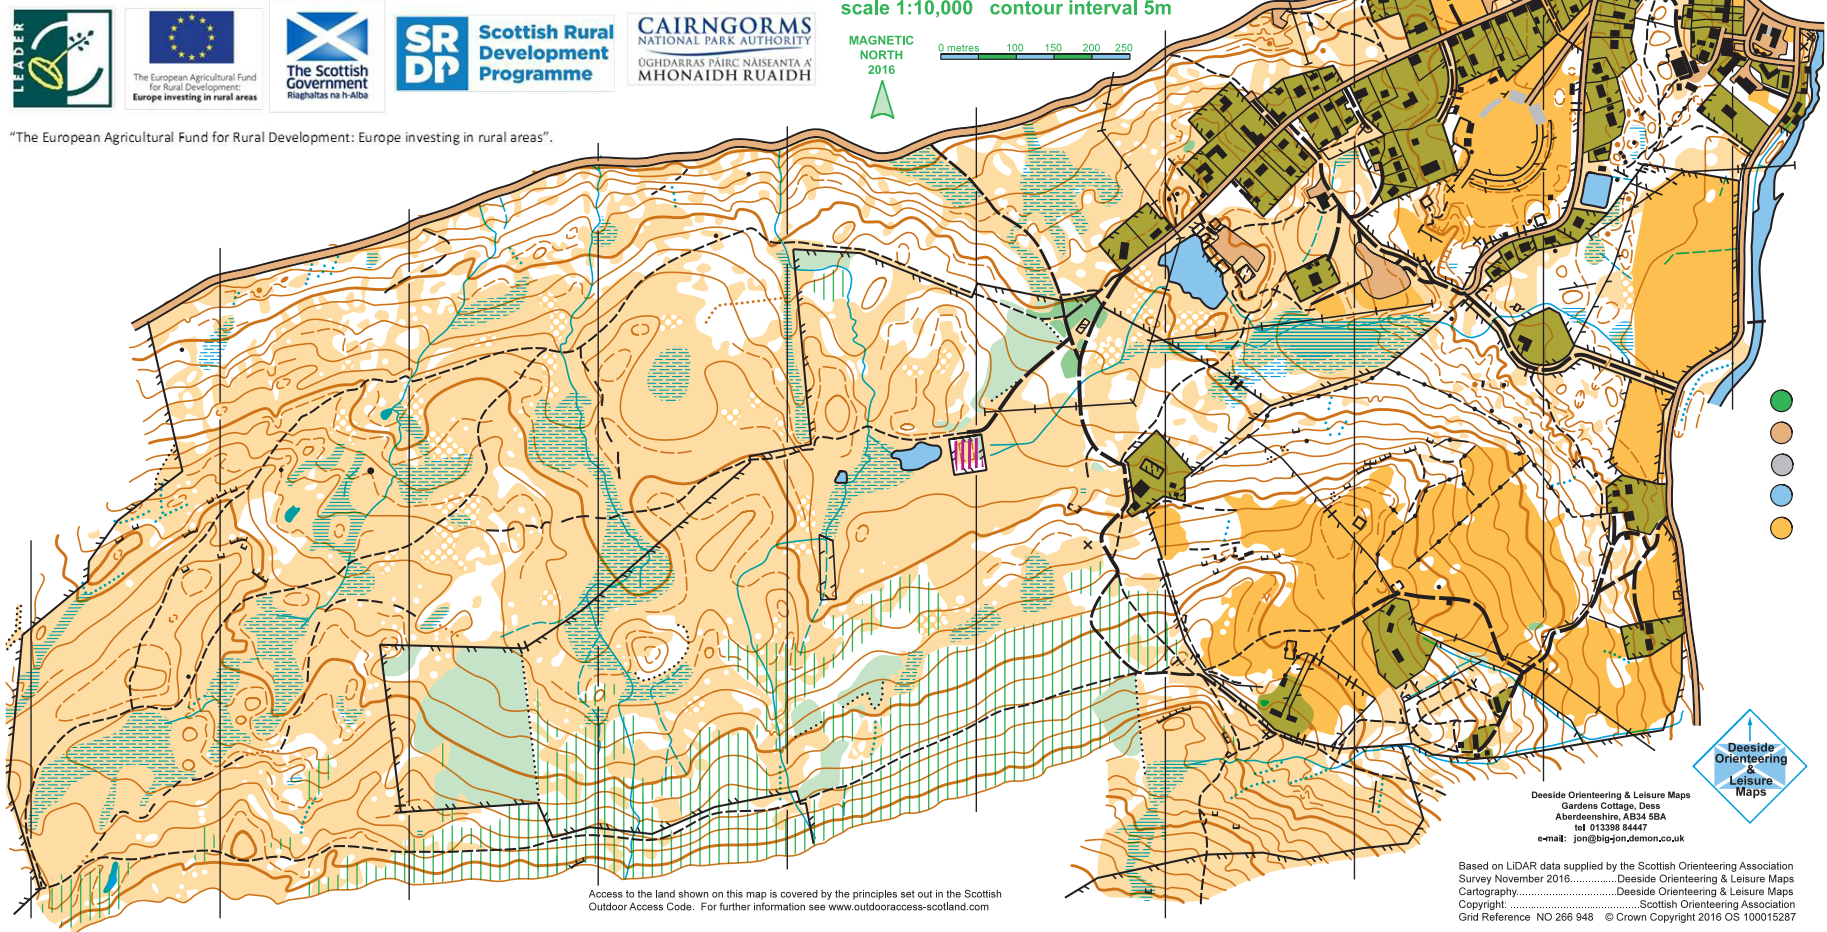 scale 1:10,000   contour interval 5m
LEADER
The European Agricultural Fund
for Rural Development:
Europe investing in rural areas
The Scottish
Government
Riaghaltas na h-Alba
SR
DP
Scottish Rural
Development
Programme
CAIRNGORMS
NATIONAL PARK AUTHORITY
ÙGHDARRAS PÀIRC NÀISEANTA A'
MHONAIDH RUAIDH
MAGNETIC
NORTH
2016
0 metres 100 150 200 250
"The European Agricultural Fund for Rural Development: Europe investing in rural areas".
Deeside
Orienteering
&
Leisure
Maps
Deeside Orienteering & Leisure Maps
Gardens Cottage, Dess
Aberdeenshire, AB34 5BA
tel 013398 84447
e-mail: jon@big-jon.demon.co.uk
Based on LiDAR data supplied by the Scottish Orienteering Association
Survey November 2016................Deeside Orienteering & Leisure Maps
Cartography..................................Deeside Orienteering & Leisure Maps
Copyright: ............................................Scottish Orienteering Association
Grid Reference NO 266 948 © Crown Copyright 2016 OS 100015287
Access to the land shown on this map is covered by the principles set out in the Scottish
Outdoor Access Code. For further information see www.outdooraccess-scotland.com